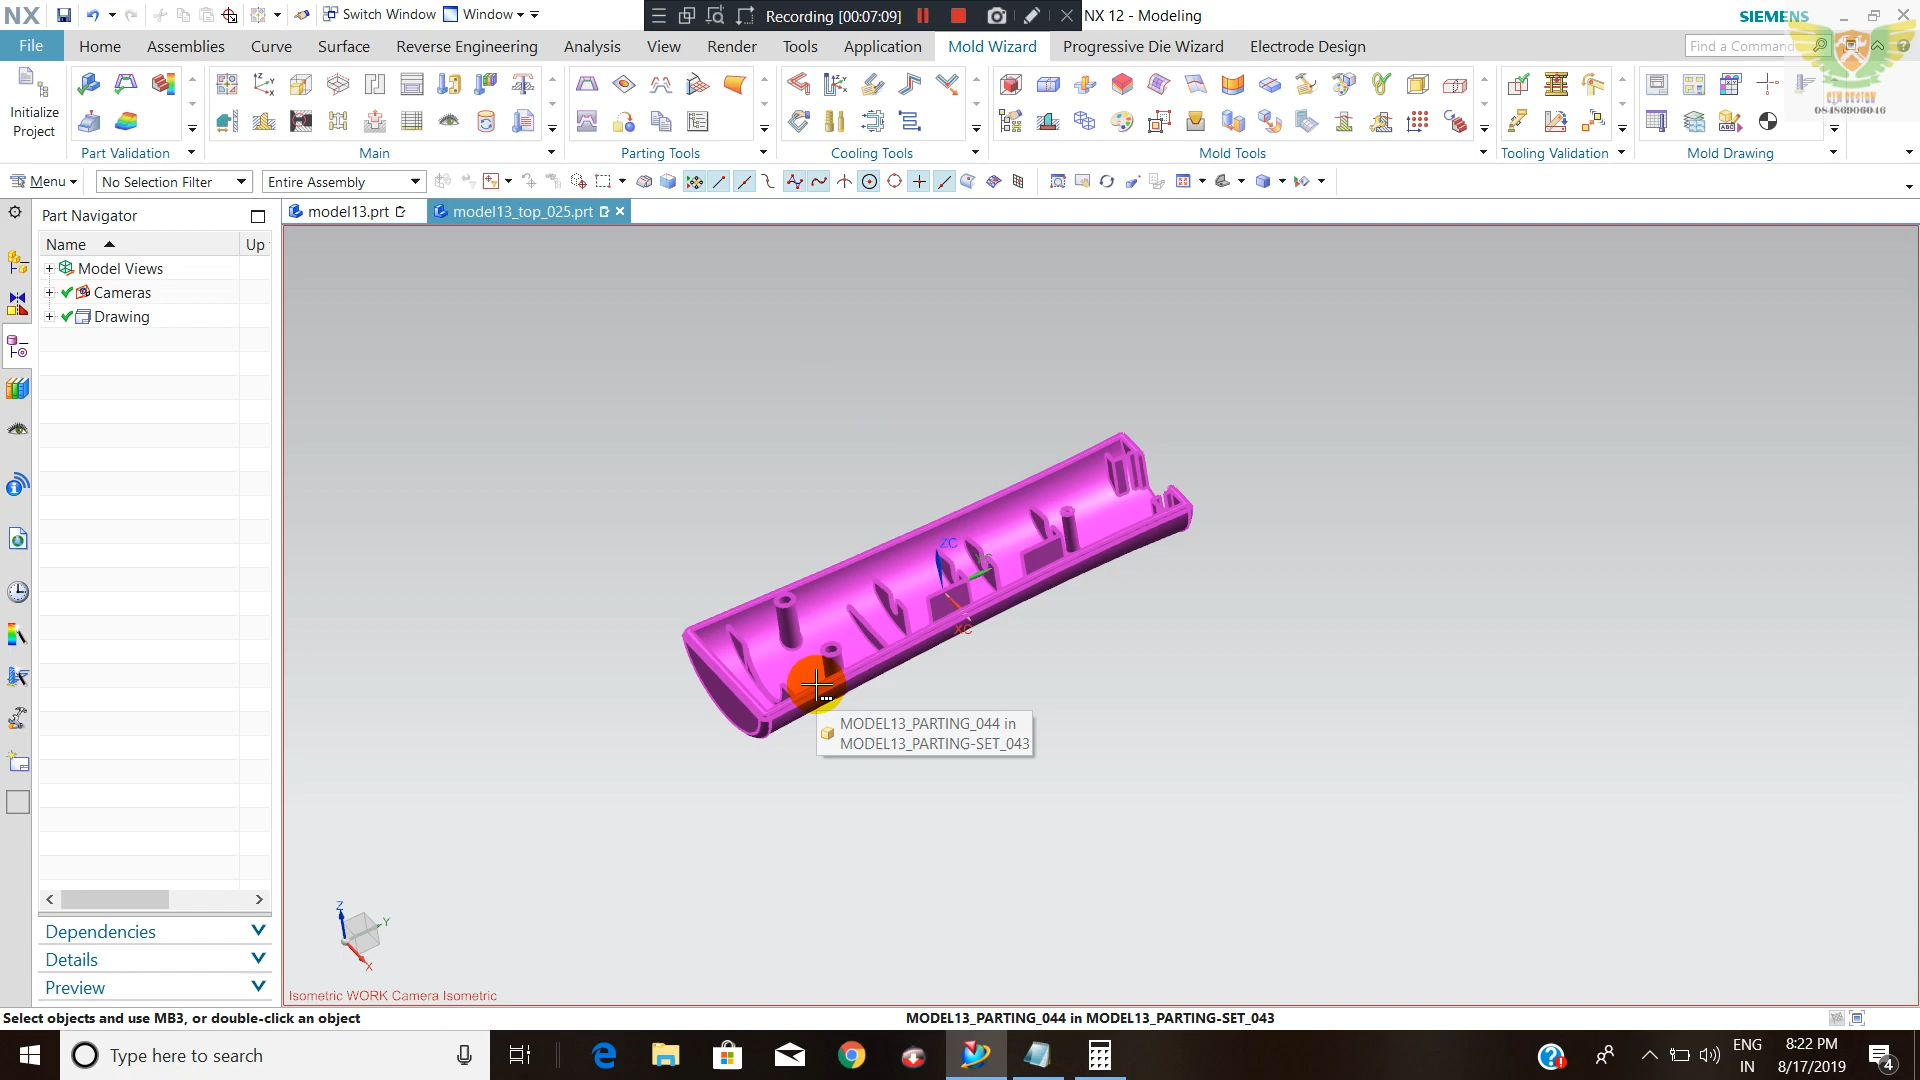 NX Switch Window Window Recording [00:07:09] NX 12 - Modeling SIEMENS
File Home Assemblies Curve Surface Reverse Engineering Analysis View Render Tools Application Mold Wizard Progressive Die Wizard Electrode Design Find a Command
Initialize
Project
08486906046
Part Validation Main Parting Tools Cooling Tools Mold Tools Tooling Validation Mold Drawing
Menu No Selection Filter Entire Assembly
Part Navigator model13.prt model13_top_025.prt
Name Up
Model Views
Cameras
Drawing
ZC
XC
MODEL13_PARTING_044 in
MODEL13_PARTING-SET_043
Z
Y
X
Dependencies
Details
Preview
Isometric WORK Camera Isometric
Select objects and use MB3, or double-click an object MODEL13_PARTING_044 in MODEL13_PARTING-SET_043
Type here to search
ENG
IN
8:22 PM
8/17/2019
4